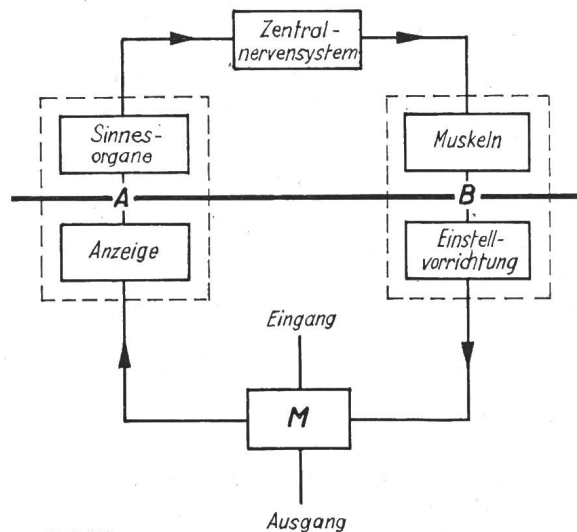 Zentral-
nervensystem
Sinnes-
organe
Muskeln
A
B
Anzeige
Einstell-
vorrichtung
Eingang
M
Ausgang